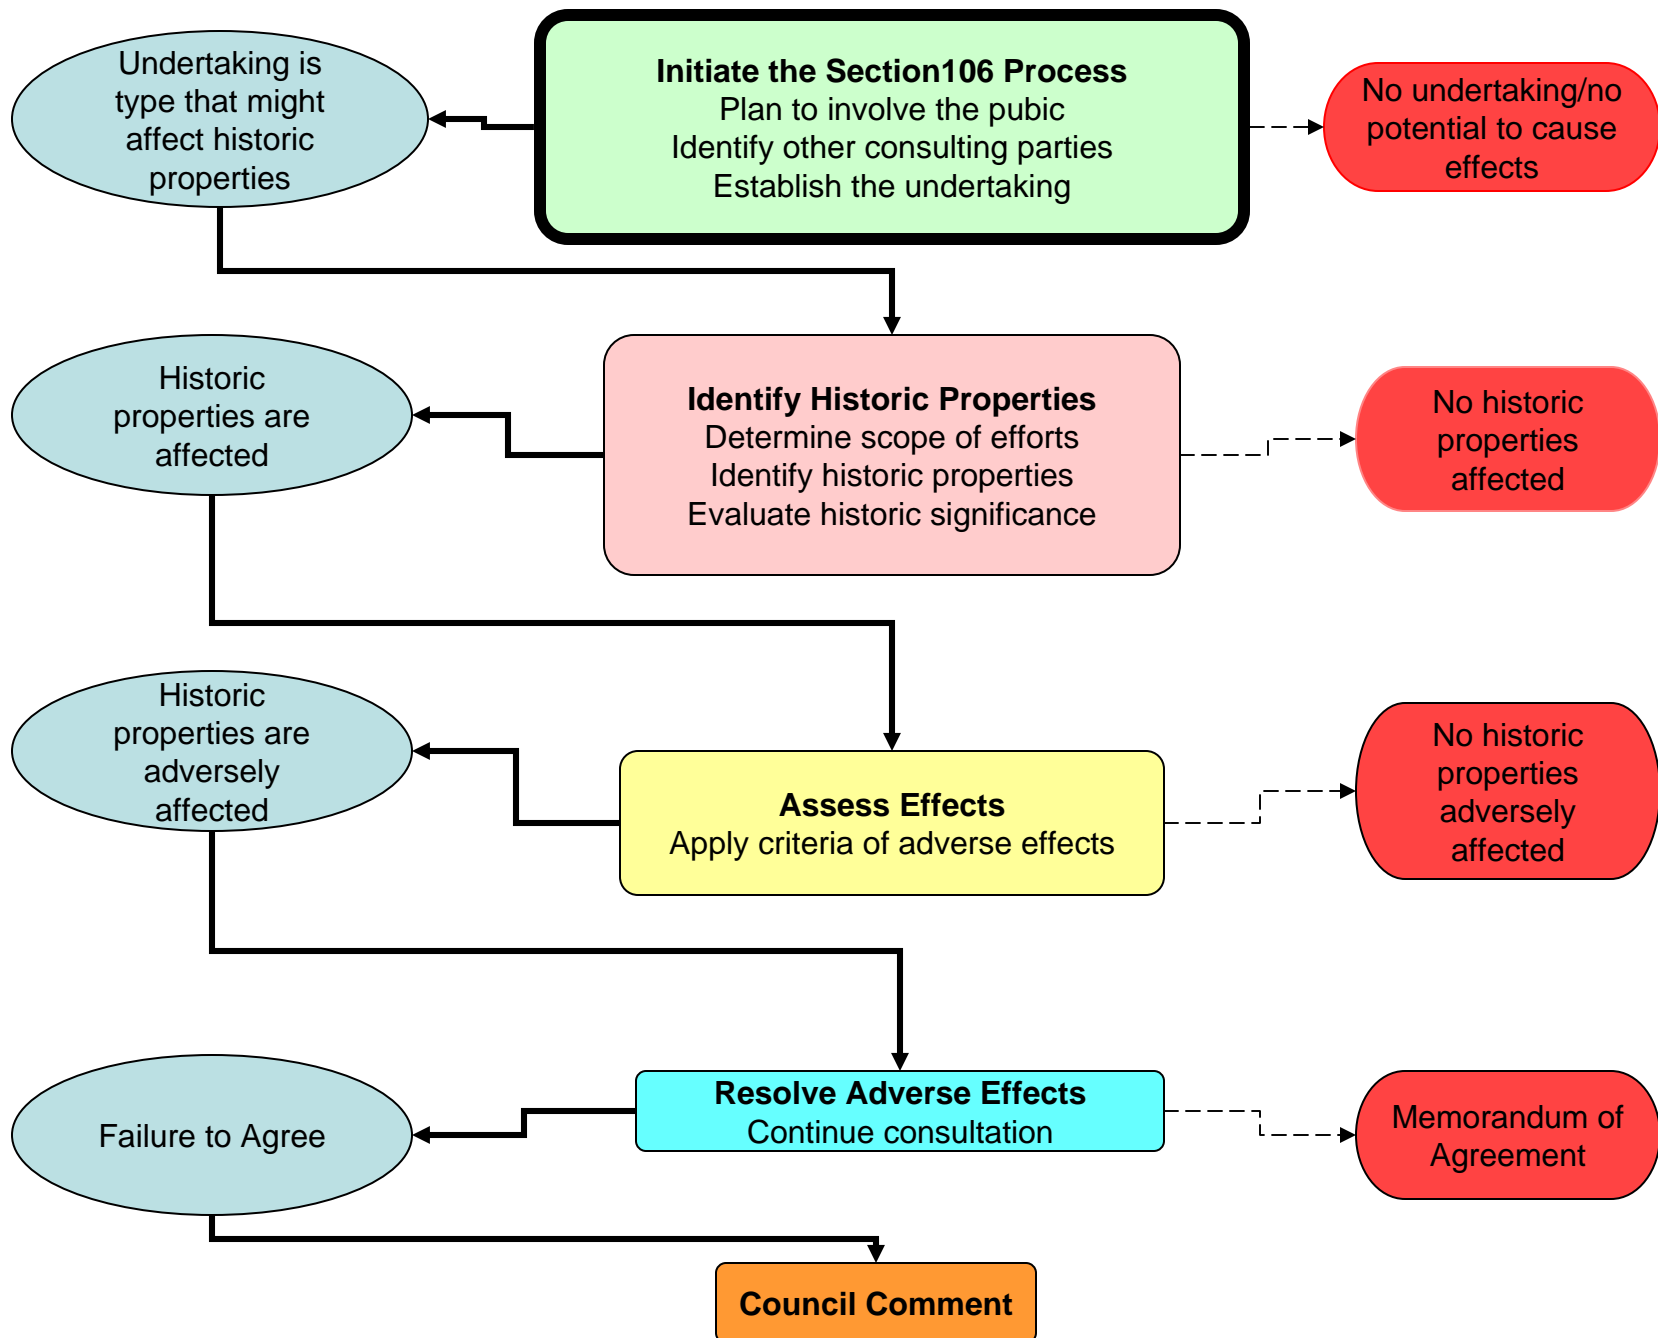 Undertaking is
type that might
affect historic
properties
Initiate the Section106 Process
Plan to involve the pubic
Identify other consulting parties
Establish the undertaking
No undertaking/no
potential to cause
effects
Historic
properties are
affected
Identify Historic Properties
Determine scope of efforts
Identify historic properties
Evaluate historic significance
No historic
properties
affected
Historic
properties are
adversely
affected
Assess Effects
Apply criteria of adverse effects
No historic
properties
adversely
affected
Failure to Agree
Resolve Adverse Effects
Continue consultation
Memorandum of
Agreement
Council Comment